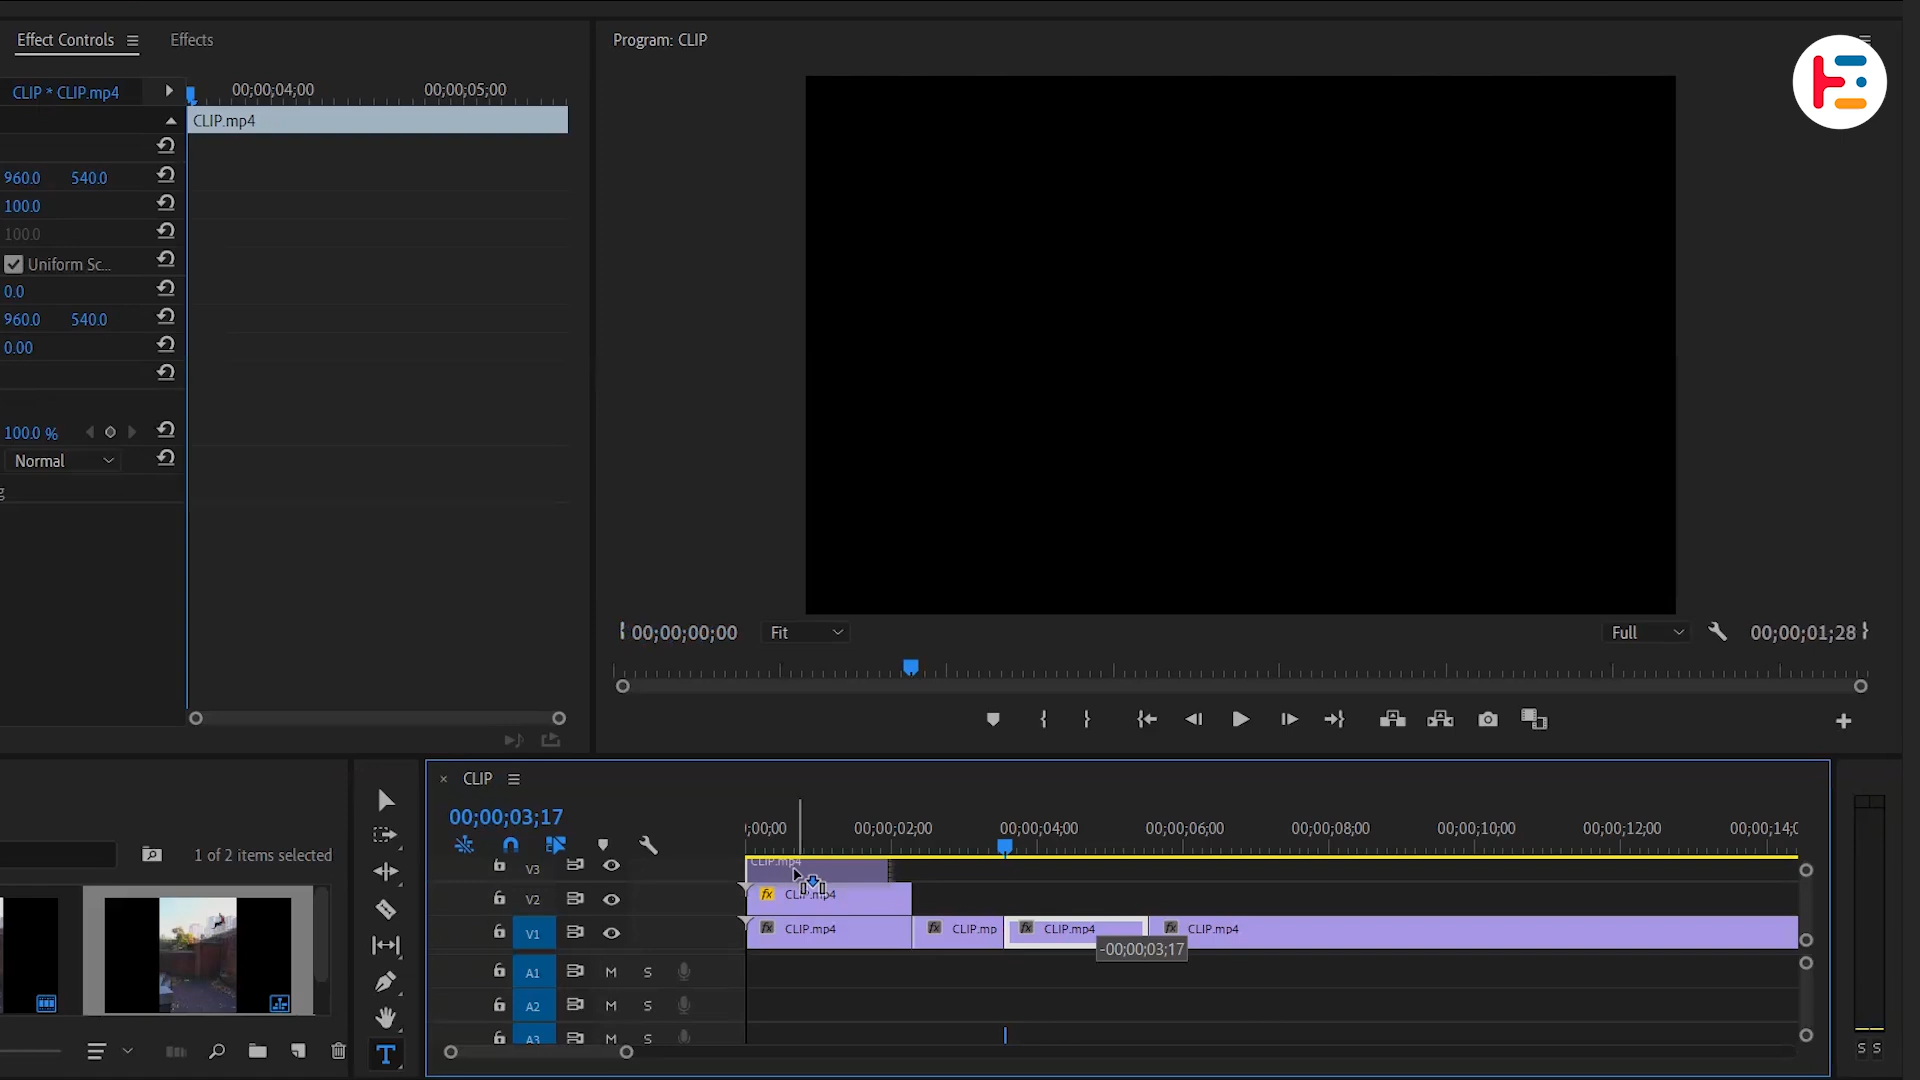 Effect Controls
Effects
CLIP * CLIP.mp4
00;00;04;00
00;00;05;00
CLIP.mp4
960.0
540.0
100.0
100.0
Uniform Sc...
0.0
960.0
540.0
0.00
100.0 %
Normal
g
Program: CLIP
00;00;00;00
Fit
Full
00;00;01;28
1 of 2 items selected
CLIP
00;00;03;17
;00;00
00;00;02;00
00;00;04;00
00;00;06;00
00;00;08;00
00;00;10;00
00;00;12;00
00;00;14;0
V3
CLIP.mp4
V2
fx CLIP.mp4
V1
fx CLIP.mp4
fx CLIP.mp
fx CLIP.mp4
fx CLIP.mp4
-00;00;03;17
A1 M S
A2 M S
A3 M S
S S